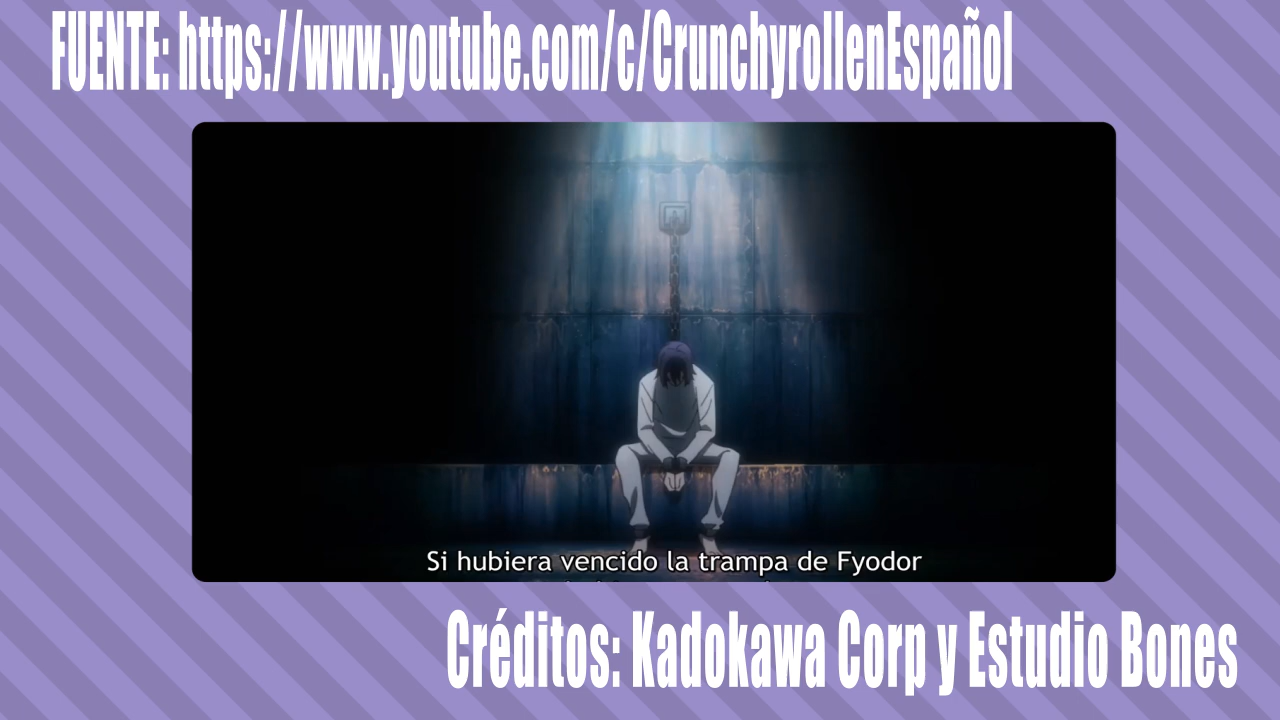 FUENTE: https://www.youtube.com/c/CrunchyrollenEspañol
Si hubiera vencido la trampa de Fyodor
Créditos: Kadokawa Corp y Estudio Bones